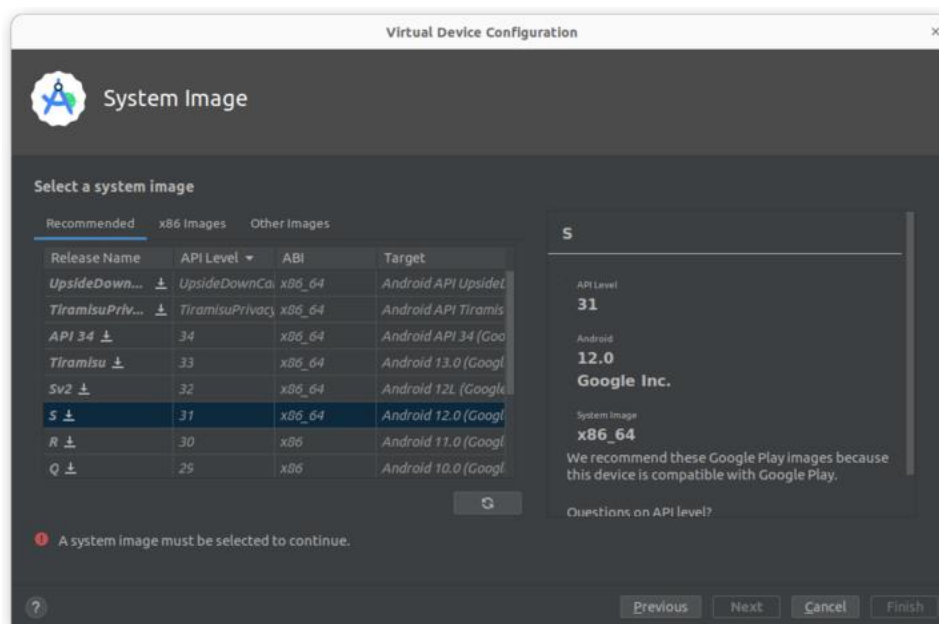 Virtual Device Configuration
System Image
Select a system image
Recommended x86 Images Other Images
Release Name API Level ABI Target
UpsideDown... UpsideDownCa x86_64 Android API Upside
TiramisuPriv... TiramisuPrivacy x86_64 Android API Tiramis
API 34 34 x86_64 Android API 34 (Goo
Tiramisu 33 x86_64 Android 13.0 (Googl
Sv2 32 x86_64 Android 12L (Google
S 31 x86_64 Android 12.0 (Googl
R 30 x86 Android 11.0 (Googl
Q 29 x86 Android 10.0 (Googl
A system image must be selected to continue.
S
API Level
31
Android
12.0
Google Inc.
System Image
x86_64
We recommend these Google Play images because
this device is compatible with Google Play.
Questions on API level?
? Previous Next Cancel Finish